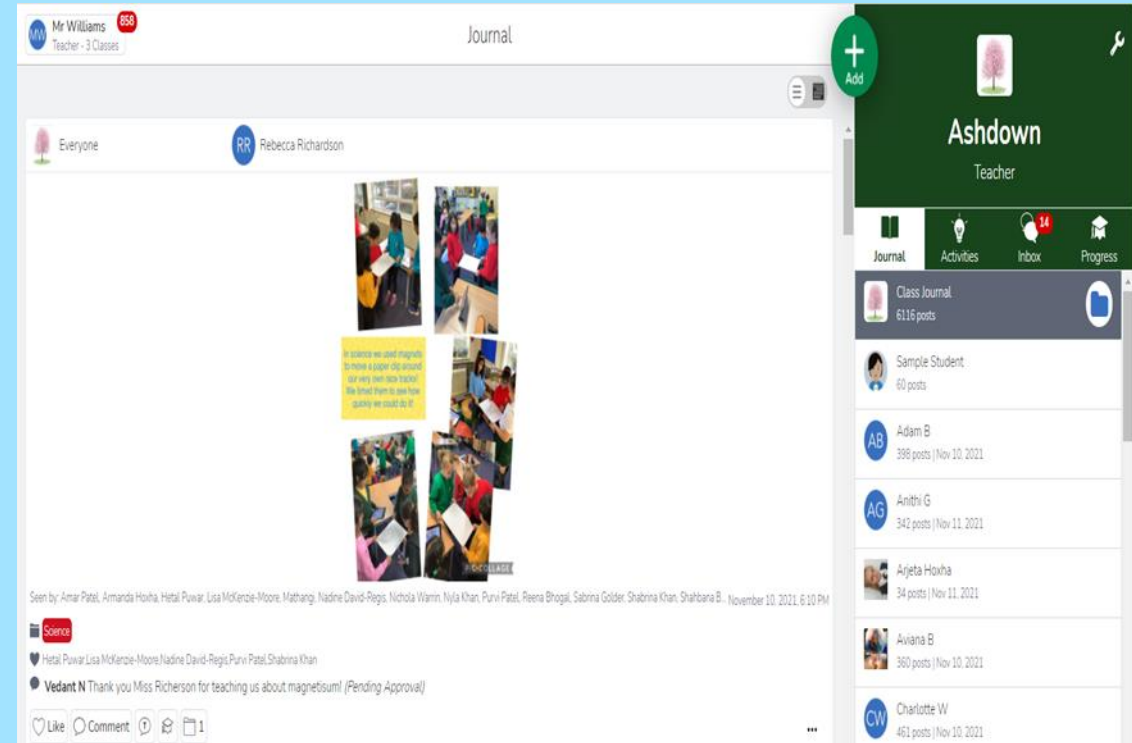 MW
Mr Williams
858
Teacher - 3 Classes
Journal
Add
Everyone
RR
Rebecca Richardson
In science we used magnets
to move a paper clip around
our very own race tracks!
We timed them to see how
quickly we could do it!
PIC•COLLAGE
Seen by: Amar Patel, Armanda Hoxha, Hetal Puwar, Lisa McKenzie-Moore, Mathangi, Nadine David-Regis, Nichola Warrin, Nyla Khan, Purvi Patel, Reena Bhogal, Sabrina Golder, Shabrina Khan, Shahbana B... November 10, 2021, 6:10 PM
Science
Hetal Puwar,Lisa McKenzie-Moore,Nadine David-Regis,Purvi Patel,Shabrina Khan
Vedant N Thank you Miss Richerson for teaching us about magnetisum! (Pending Approval)
Like Comment 1
...
Ashdown
Teacher
Journal
Activities
14
Inbox
Progress
Class Journal
6116 posts
Sample Student
60 posts
AB
Adam B
398 posts | Nov 10, 2021
AG
Anithi G
342 posts | Nov 11, 2021
Arjeta Hoxha
34 posts | Nov 11, 2021
Aviana B
360 posts | Nov 10, 2021
CW
Charlotte W
461 posts | Nov 10, 2021